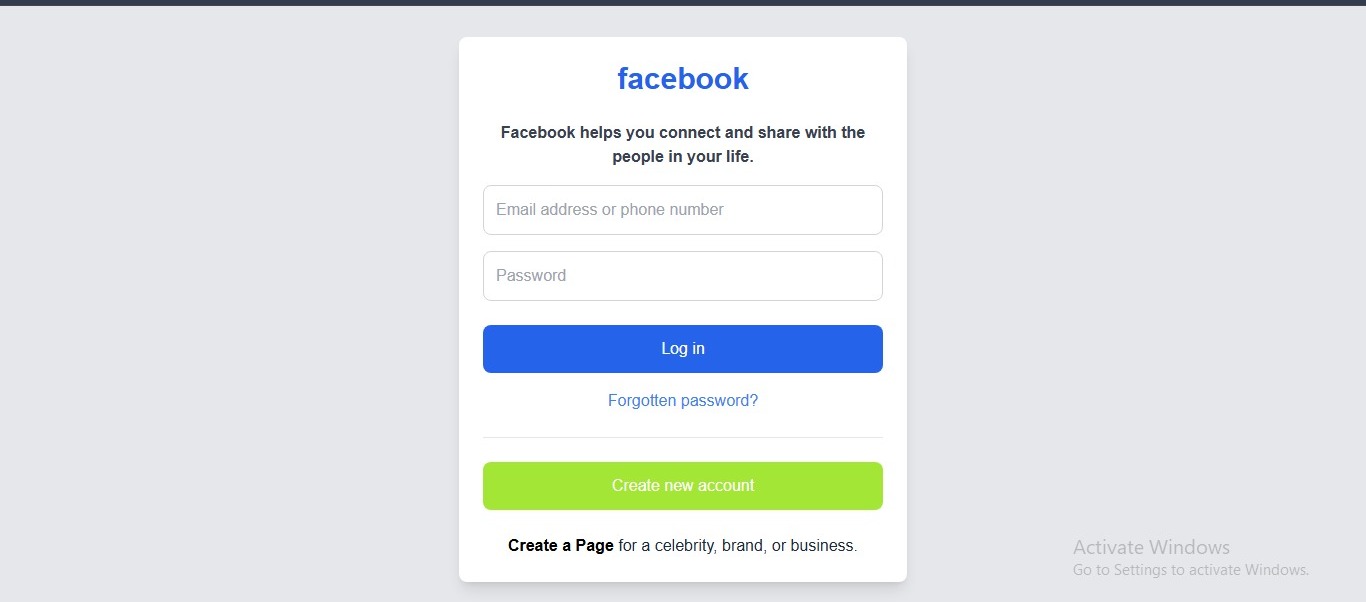 facebook
Facebook helps you connect and share with the
people in your life.
Email address or phone number
Password
Log in
Forgotten password?
Create new account
Create a Page for a celebrity, brand, or business.
Activate Windows
Go to Settings to activate Windows.